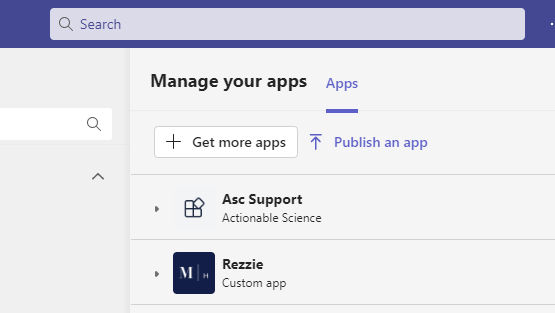 Search
Manage your apps
Apps
Get more apps
Publish an app
Asc Support
Actionable Science
M|H
Rezzie
Custom app